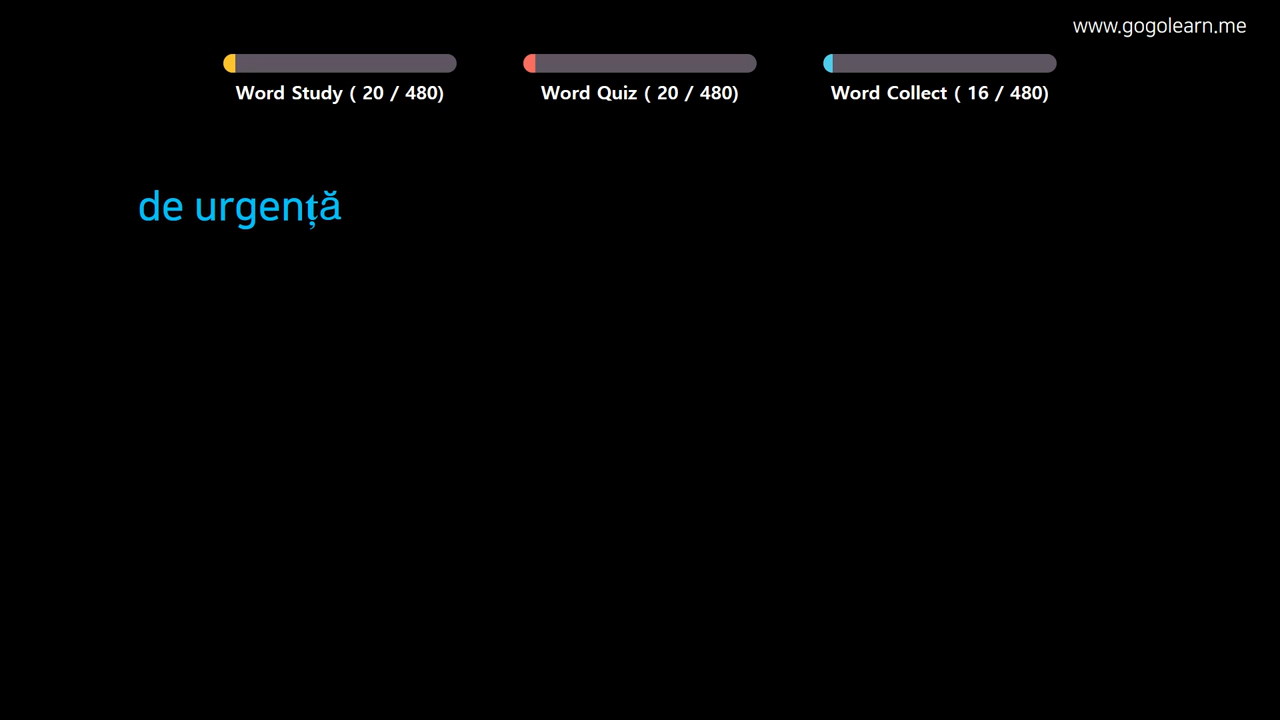 www.gogolearn.me
Word Study ( 20 / 480)
Word Quiz ( 20 / 480)
Word Collect ( 16 / 480)
de urgență